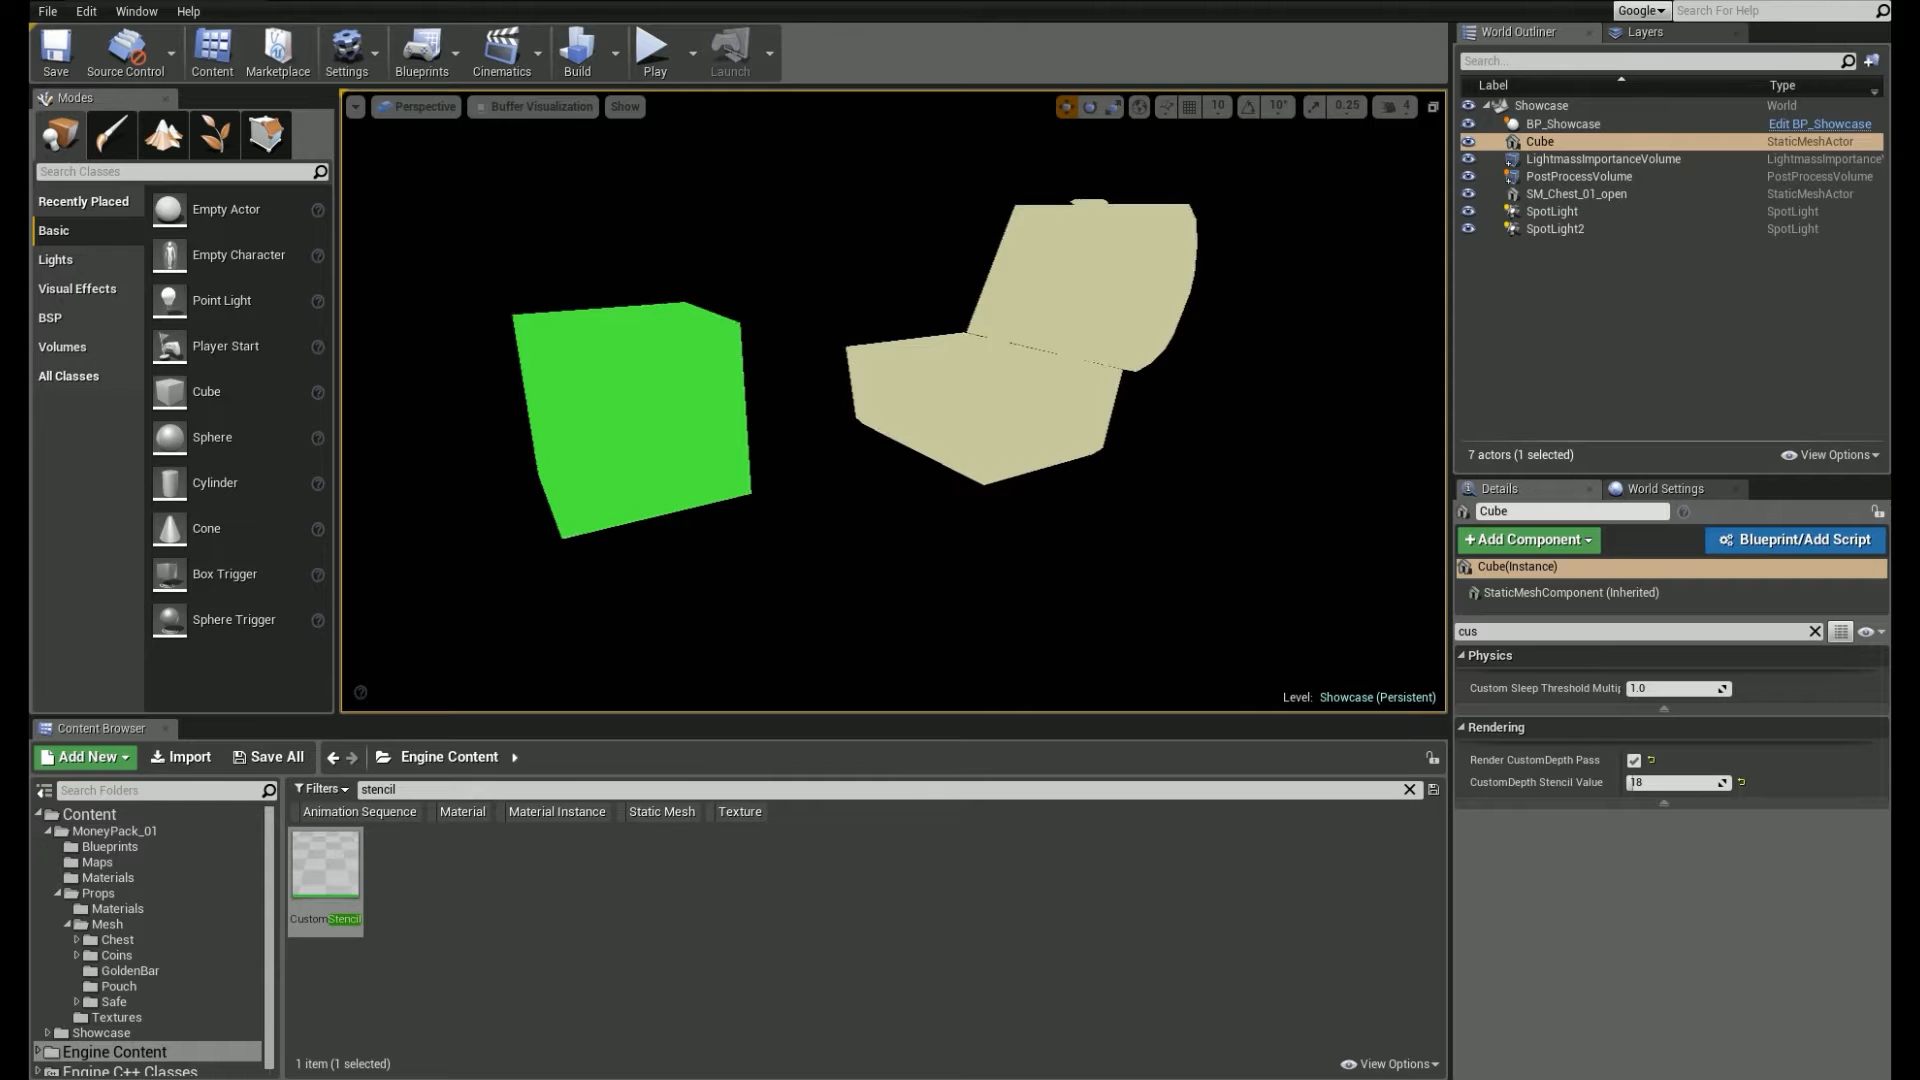 File Edit Window Help
Google Search For Help
Save Source Control Content Marketplace Settings Blueprints Cinematics Build Play Launch
Modes
Search Classes
Recently Placed
Basic
Lights
Visual Effects
BSP
Volumes
All Classes
Empty Actor
Empty Character
Point Light
Player Start
Cube
Sphere
Cylinder
Cone
Box Trigger
Sphere Trigger
Perspective Buffer Visualization Show
10 10° 0.25 4
Level: Showcase (Persistent)
World Outliner Layers
Search...
Label Type
Showcase World
BP_Showcase Edit BP_Showcase
Cube StaticMeshActor
LightmassImportanceVolume LightmassImportance
PostProcessVolume PostProcessVolume
SM_Chest_01_open StaticMeshActor
SpotLight SpotLight
SpotLight2 SpotLight
7 actors (1 selected) View Options
Details World Settings
Cube
+Add Component Blueprint/Add Script
Cube(Instance)
StaticMeshComponent (Inherited)
cus
Physics
Custom Sleep Threshold Multip 1.0
Rendering
Render CustomDepth Pass
CustomDepth Stencil Value 18
Content Browser
Add New Import Save All Engine Content
Search Folders
Content
MoneyPack_01
Blueprints
Maps
Materials
Props
Materials
Mesh
Chest
Coins
GoldenBar
Pouch
Safe
Textures
Showcase
Engine Content
Engine C++ Classes
Filters stencil
Animation Sequence Material Material Instance Static Mesh Texture
CustomStencil
1 item (1 selected) View Options